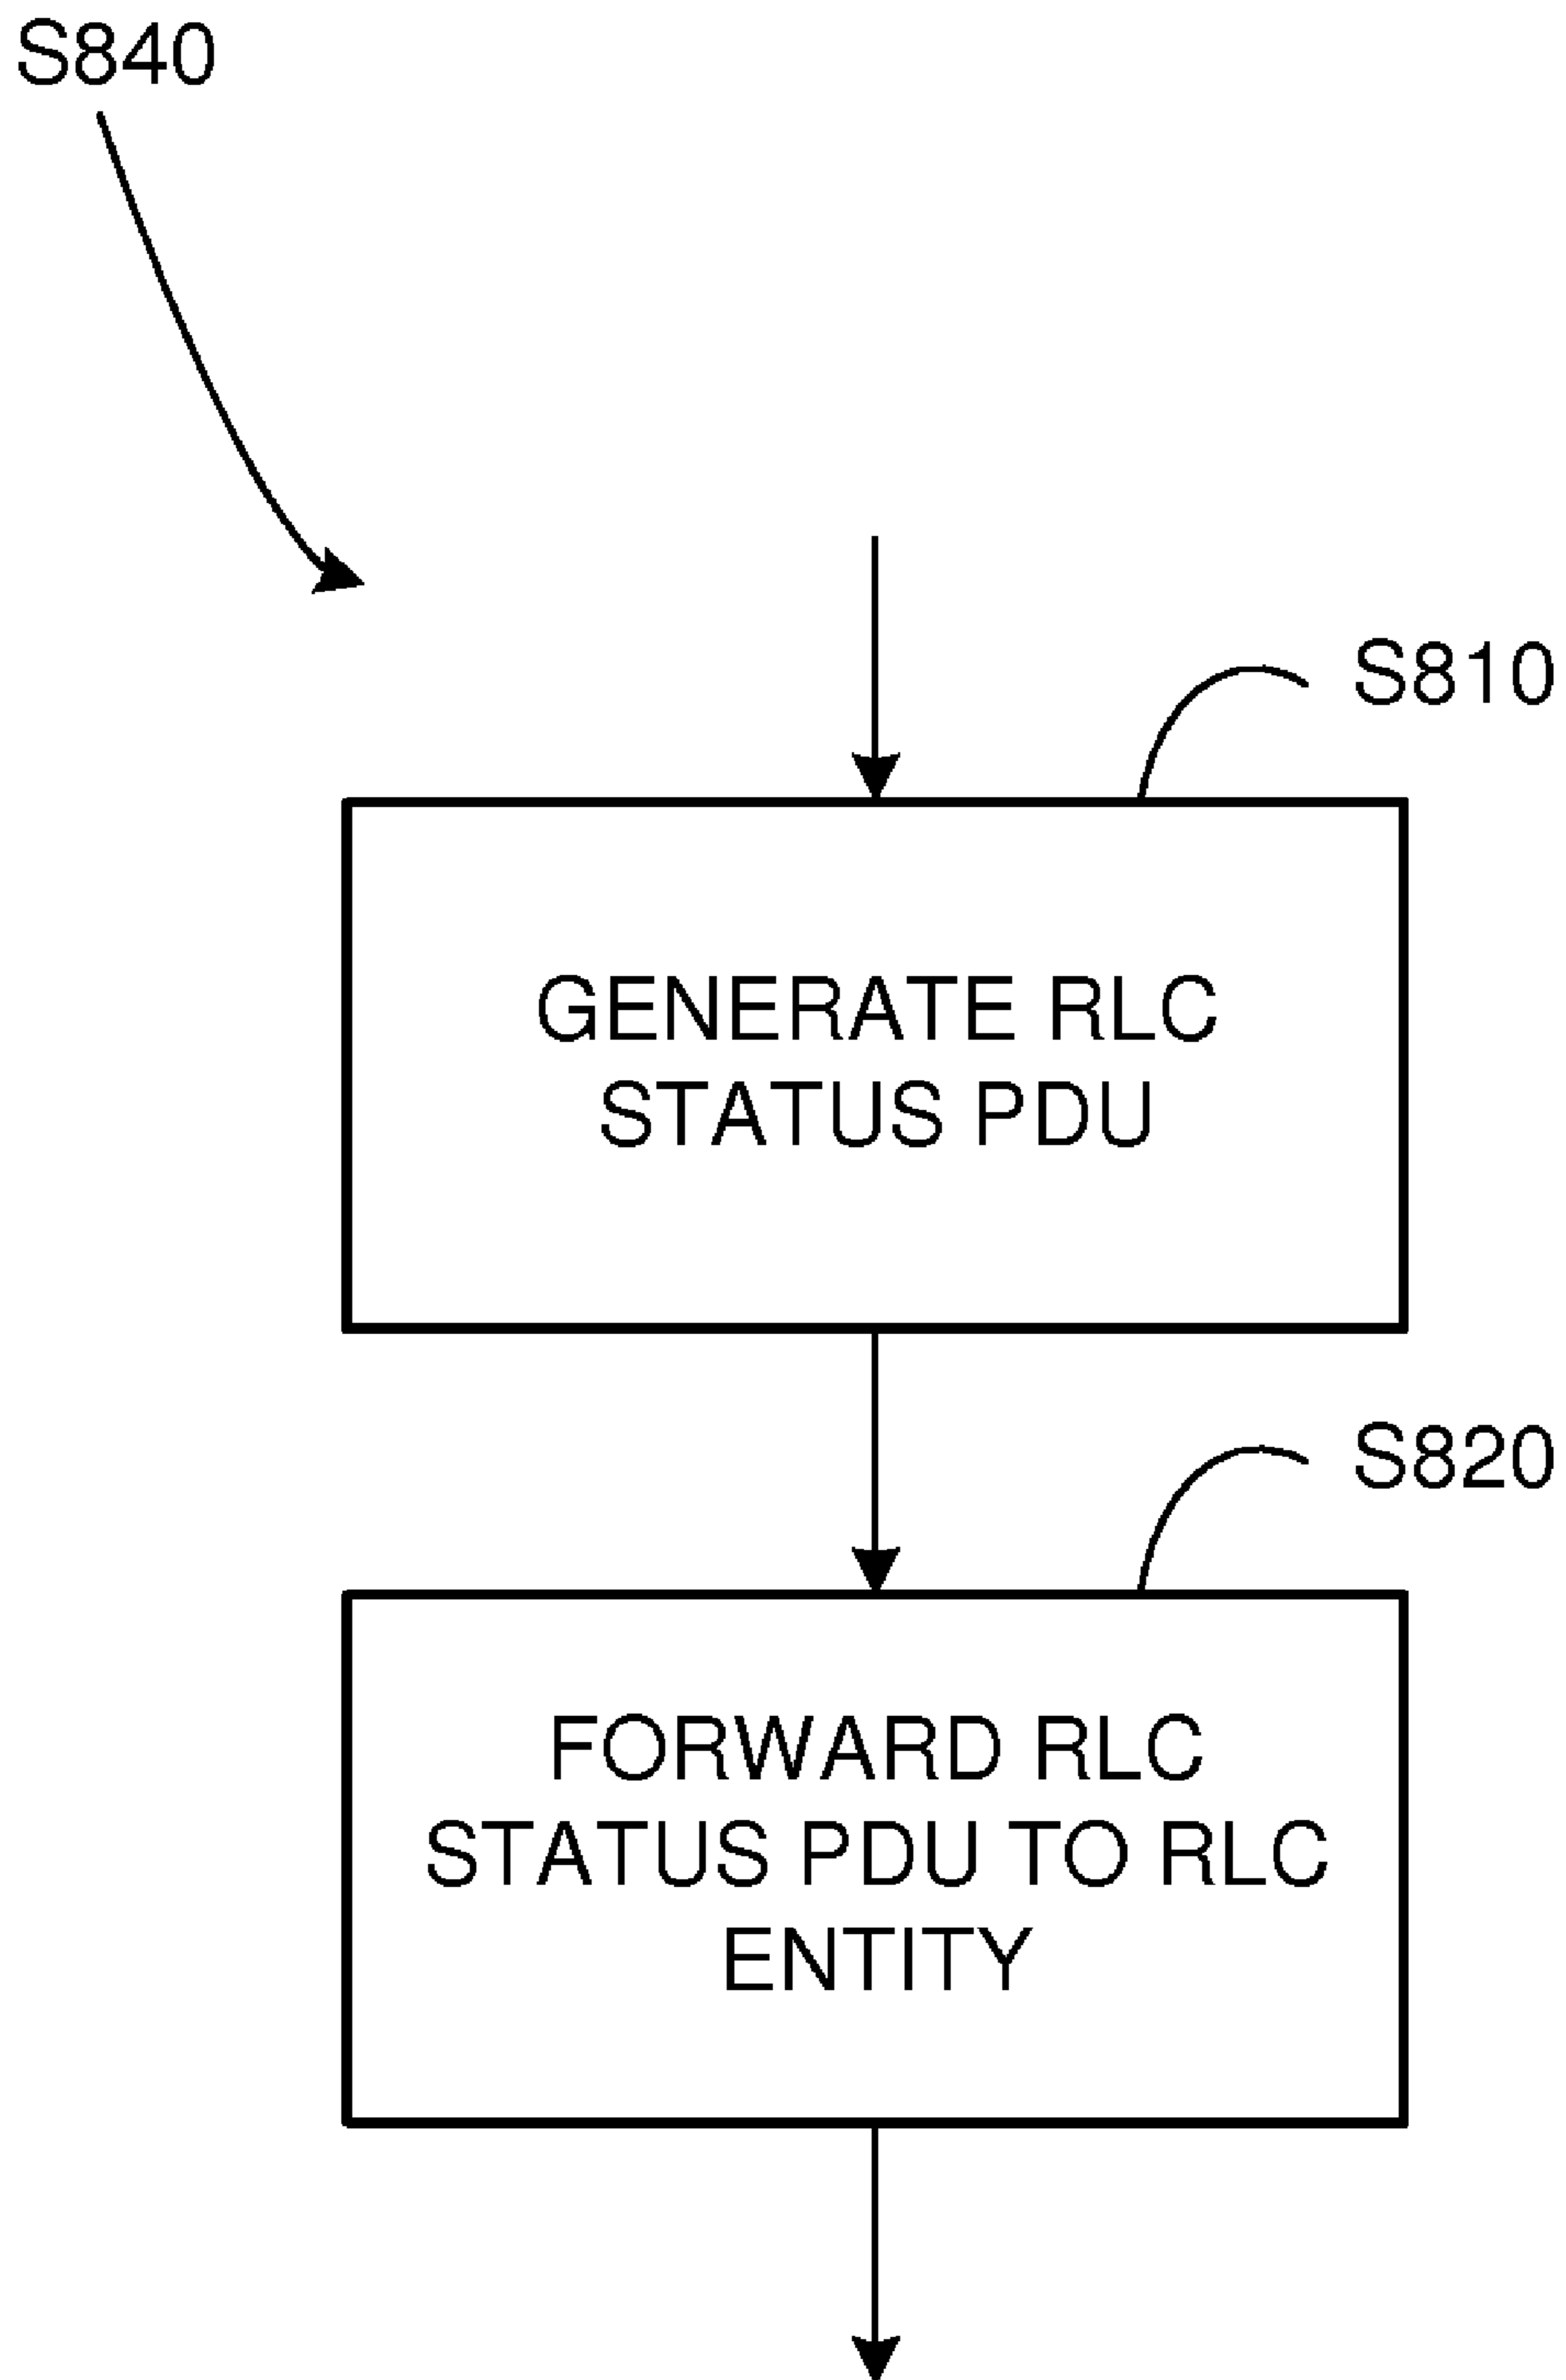 S840
S810
GENERATE RLC
STATUS PDU
S820
FORWARD RLC
STATUS PDU TO RLC
ENTITY